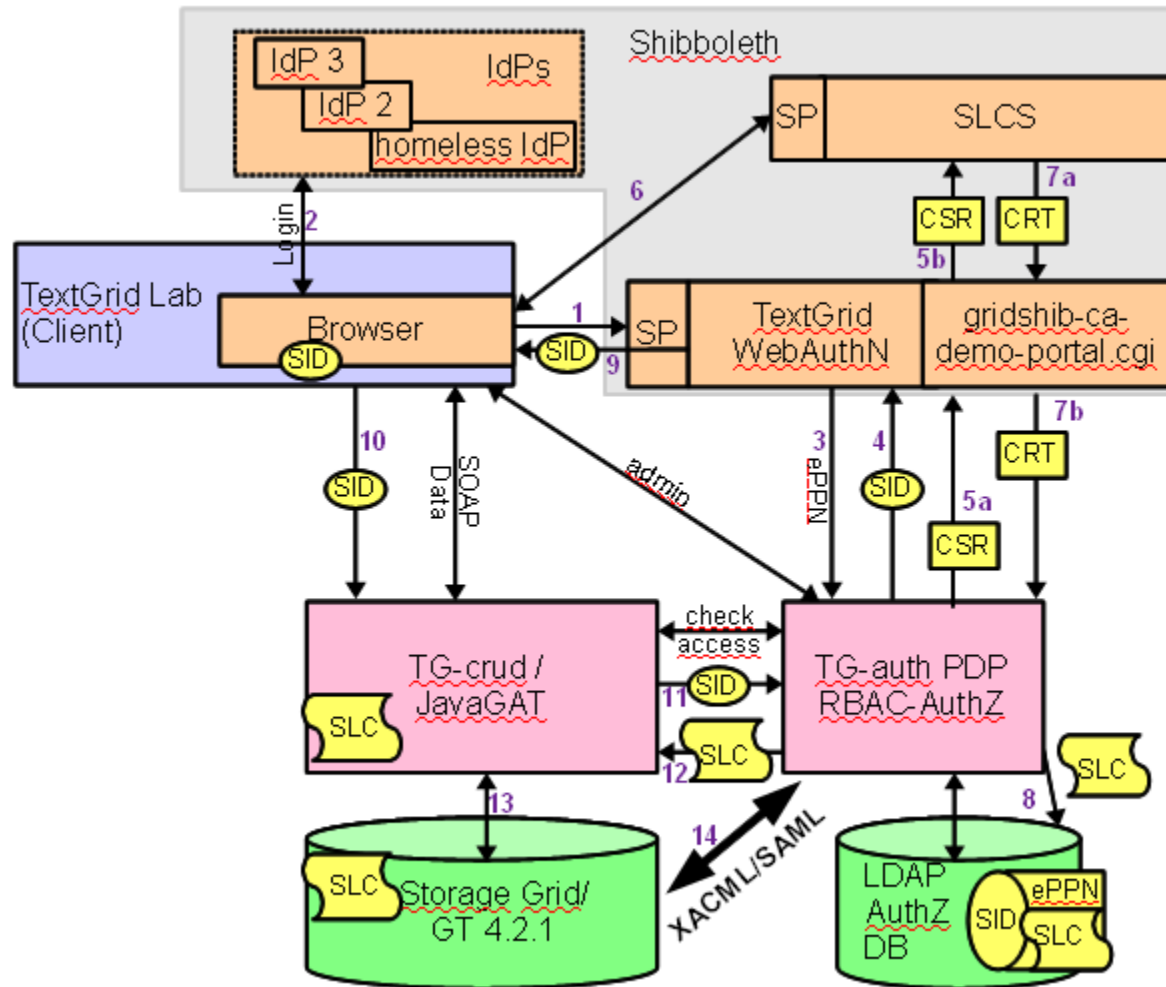 Shibboleth
IdP 3
IdPs
IdP 2
homeless IdP
SP
SLCS
6
7a
2
Login
CSR
CRT
5b
TextGrid Lab
(Client)
Browser
SID
1
SID
9
SP
TextGrid
WebAuthN
gridshib-ca-
demo-portal.cgi
10
SID
SOAP
Data
admin
3
ePPN
4
SID
5a
CSR
7b
CRT
TG-crud /
JavaGAT
SLC
check
access
11
SID
12
SLC
TG-auth PDP
RBAC-AuthZ
SLC
8
13
14
XACML/SAML
SLC
Storage Grid/
GT 4.2.1
LDAP
AuthZ
DB
SID
ePPN
SLC